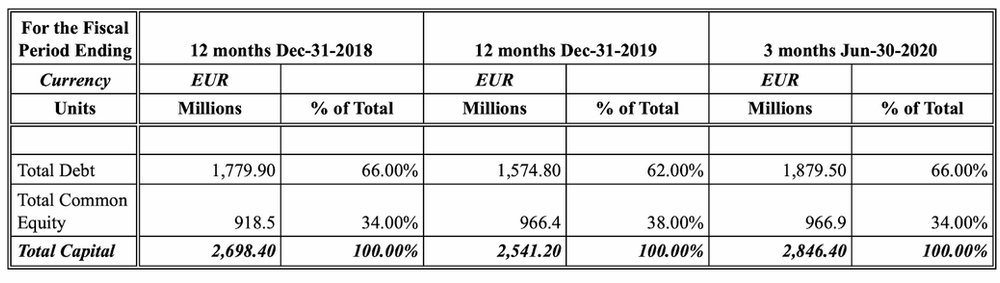 For the Fiscal
Period Ending 12 months Dec-31-2018 12 months Dec-31-2019 3 months Jun-30-2020
Currency EUR EUR EUR
Units Millions % of Total Millions % of Total Millions % of Total
Total Debt 1,779.90 66.00% 1,574.80 62.00% 1,879.50 66.00%
Total Common
Equity 918.5 34.00% 966.4 38.00% 966.9 34.00%
Total Capital 2,698.40 100.00% 2,541.20 100.00% 2,846.40 100.00%